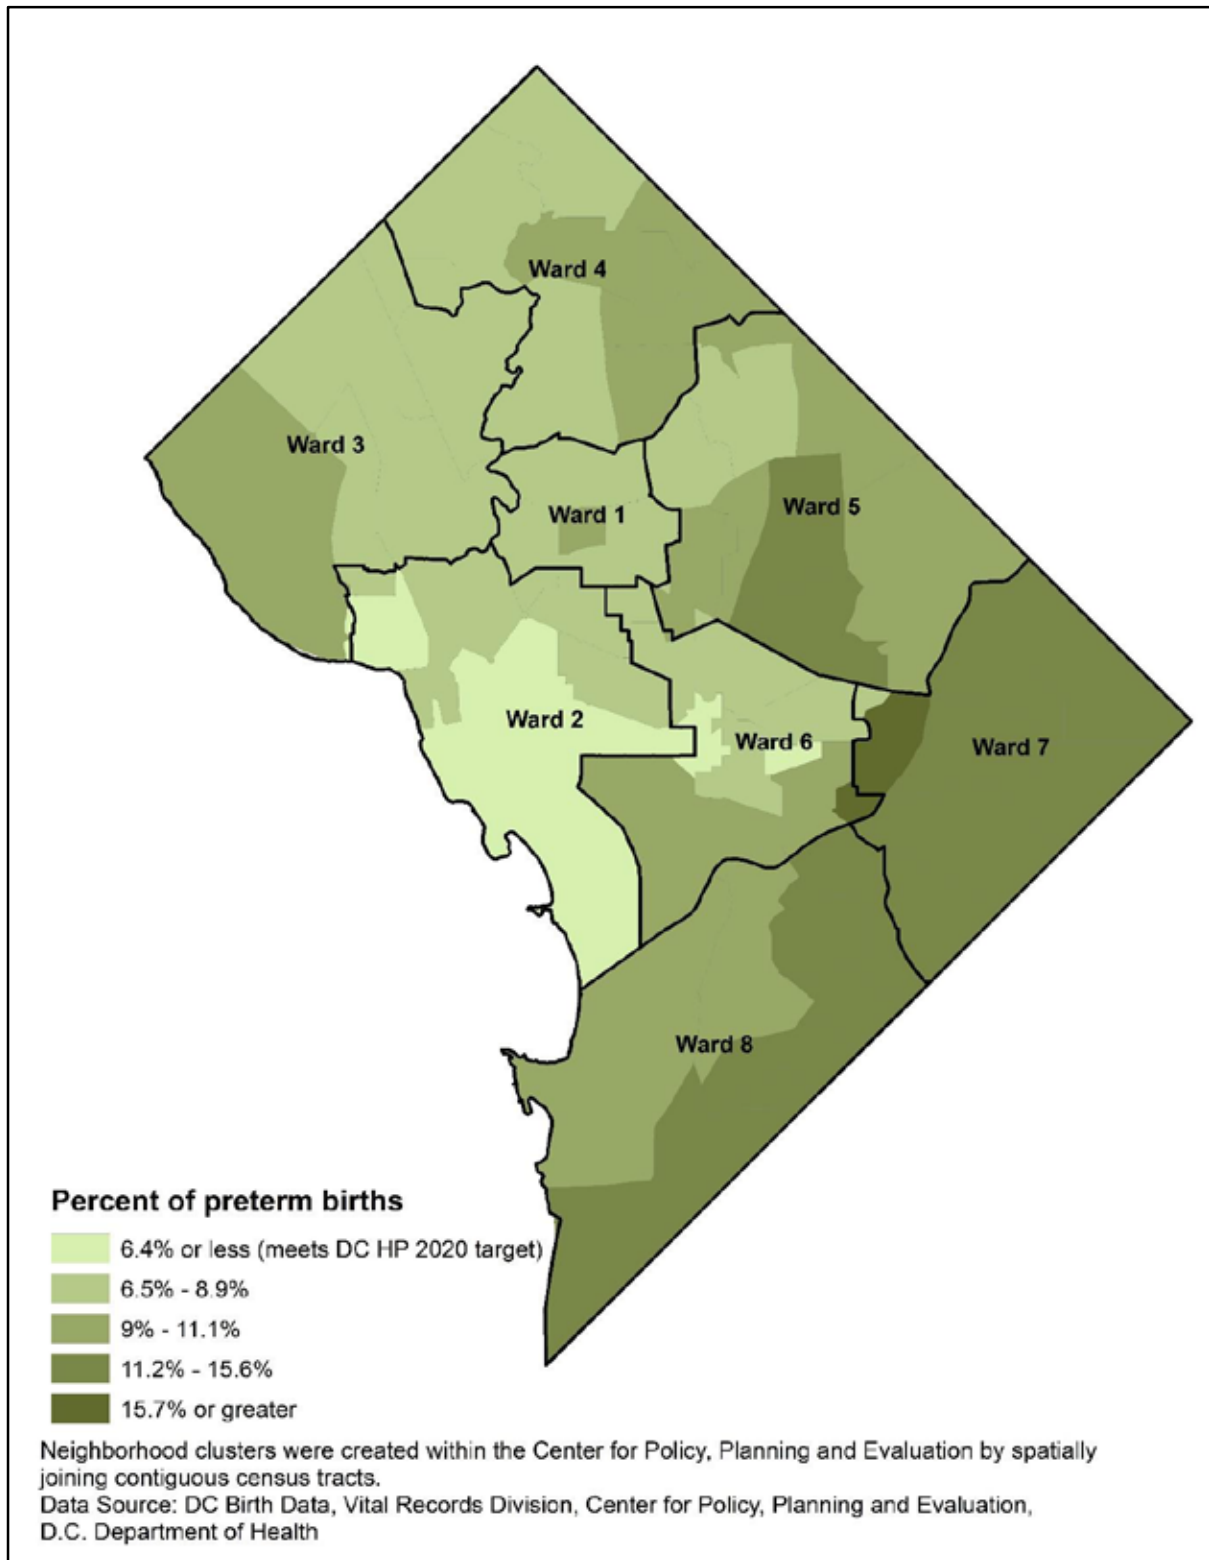 Ward 4
Ward 3
Ward 5
Ward 1
Ward 2
Ward 6
Ward 7
Ward 8
Percent of preterm births
6.4% or less (meets DC HP 2020 target)
6.5% - 8.9%
9% - 11.1%
11.2% - 15.6%
15.7% or greater
Neighborhood clusters were created within the Center for Policy, Planning and Evaluation by spatially
joining contiguous census tracts.
Data Source: DC Birth Data, Vital Records Division, Center for Policy, Planning and Evaluation,
D.C. Department of Health